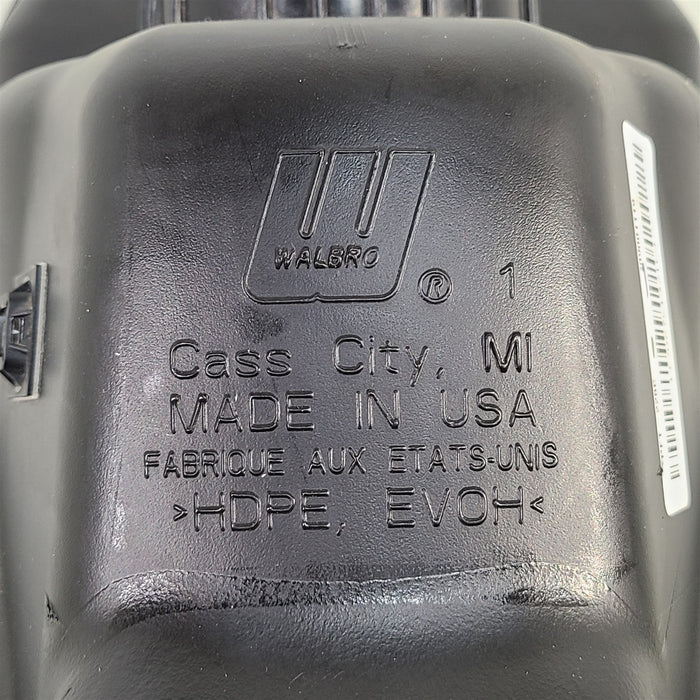 WALBRO
® 1
Cass City, MI
MADE IN USA
FABRIQUE AUX ETATS-UNIS
>HDPE, EVOH<